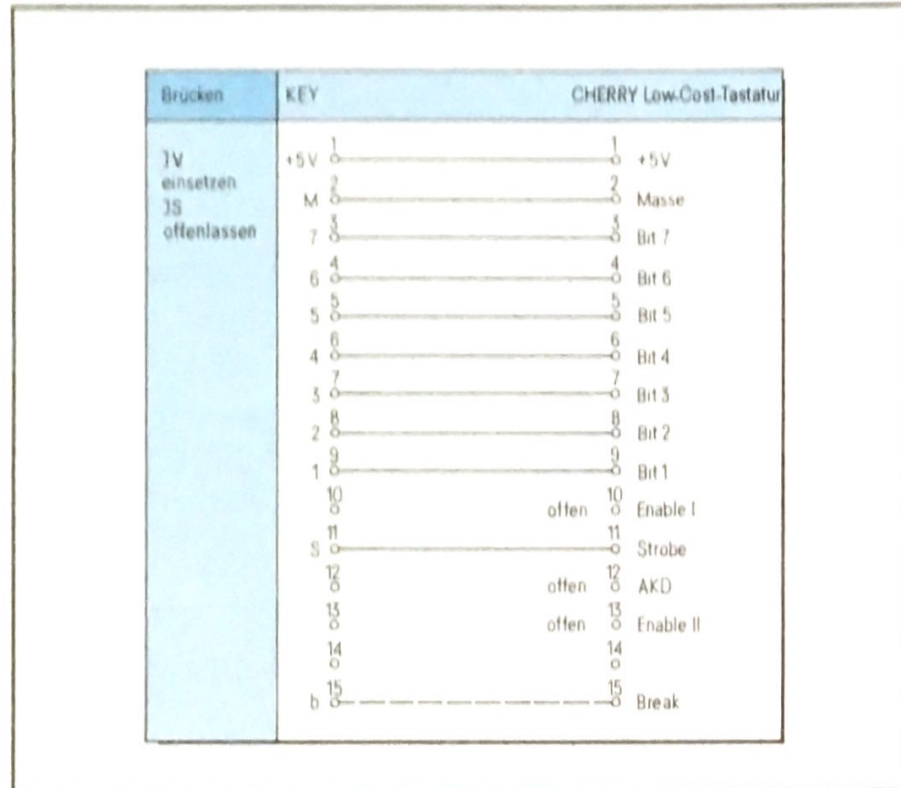 Brücken KEY CHERRY Low-Cost-Tastatur
JV
einsetzen
JS
offenlassen
1 1
+5V +5V
2 2
M Masse
3 3
7 Bit 7
4 4
6 Bit 6
5 5
5 Bit 5
6 6
4 Bit 4
7 7
3 Bit 3
8 8
2 Bit 2
9 9
1 Bit 1
10 10
offen Enable I
11 11
S Strobe
12 12
offen AKD
13 13
offen Enable II
14 14
15 15
b Break